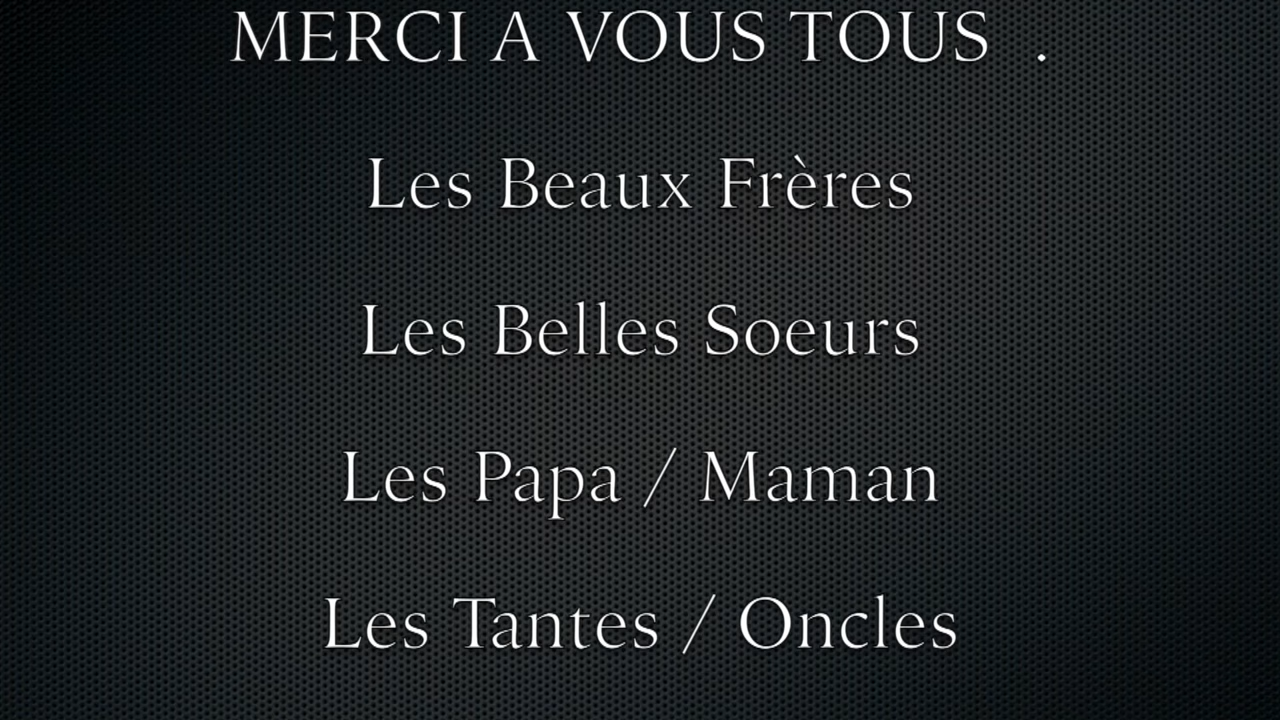 MERCI A VOUS TOUS .
Les Beaux Frères
Les Belles Soeurs
Les Papa / Maman
Les Tantes / Oncles